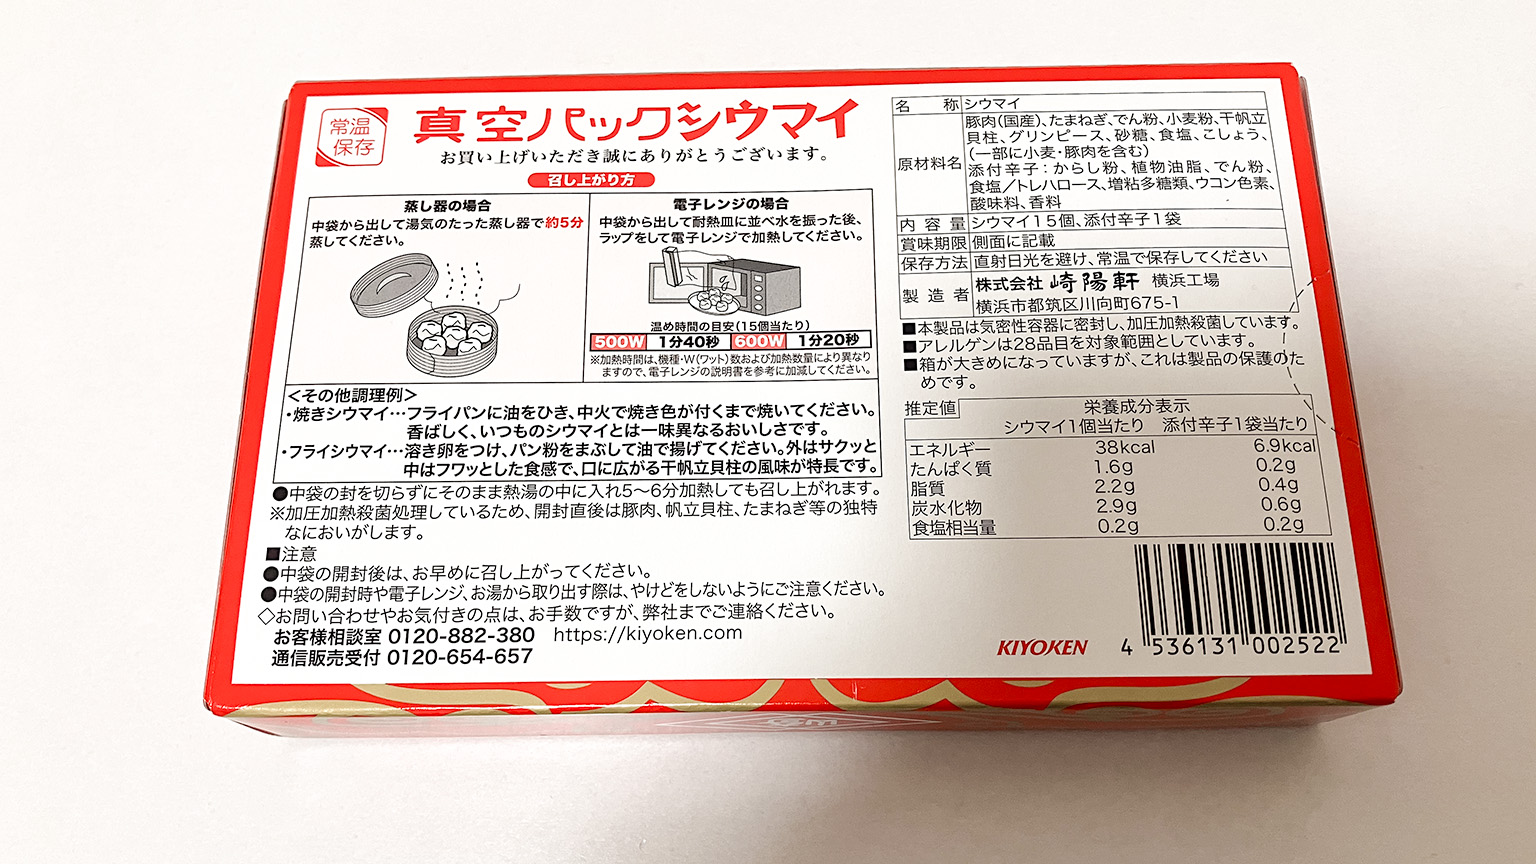 常温
保存
真空パックシウマイ
お買い上げいただき誠にありがとうございます。
召し上がり方
蒸し器の場合
中袋から出して湯気のたった蒸し器で約5分
蒸してください。
電子レンジの場合
中袋から出して耐熱皿に並べ水を振った後、
ラップをして電子レンジで加熱してください。
温め時間の目安(15個当たり)
500W 1分40秒 600W 1分20秒
※加熱時間は、機種・W(ワット)数および加熱数量により異なり
ますので、電子レンジの説明書を参考に加減してください。
＜その他調理例＞
・焼きシウマイ…フライパンに油をひき、中火で焼き色が付くまで焼いてください。
香ばしく、いつものシウマイとは一味異なるおいしさです。
・フライシウマイ…溶き卵をつけ、パン粉をまぶして油で揚げてください。外はサクッと
中はフワッとした食感で、口に広がる干帆立貝柱の風味が特長です。
●中袋の封を切らずにそのまま熱湯の中に入れ5〜6分加熱しても召し上がれます。
※加圧加熱殺菌処理しているため、開封直後は豚肉、帆立貝柱、たまねぎ等の独特
なにおいがします。
■注意
●中袋の開封後は、お早めに召し上がってください。
●中袋の開封時や電子レンジ、お湯から取り出す際は、やけどをしないようにご注意ください。
◇お問い合わせやお気付きの点は、お手数ですが、弊社までご連絡ください。
お客様相談室 0120-882-380 https://kiyoken.com
通信販売受付 0120-654-657
名称 シウマイ
原材料名 豚肉(国産)、たまねぎ、でん粉、小麦粉、干帆立
貝柱、グリンピース、砂糖、食塩、こしょう、
(一部に小麦・豚肉を含む)
添付辛子：からし粉、植物油脂、でん粉、
食塩／トレハロース、増粘多糖類、ウコン色素、
酸味料、香料
内容量 シウマイ15個、添付辛子1袋
賞味期限 側面に記載
保存方法 直射日光を避け、常温で保存してください
製造者 株式会社 崎陽軒 横浜工場
横浜市都筑区川向町675-1
■本製品は気密性容器に密封し、加圧加熱殺菌しています。
■アレルゲンは28品目を対象範囲としています。
■箱が大きめになっていますが、これは製品の保護のた
めです。
推定値 栄養成分表示
シウマイ1個当たり 添付辛子1袋当たり
エネルギー 38kcal 6.9kcal
たんぱく質 1.6g 0.2g
脂質 2.2g 0.4g
炭水化物 2.9g 0.6g
食塩相当量 0.2g 0.2g
KIYOKEN
4 536131 002522